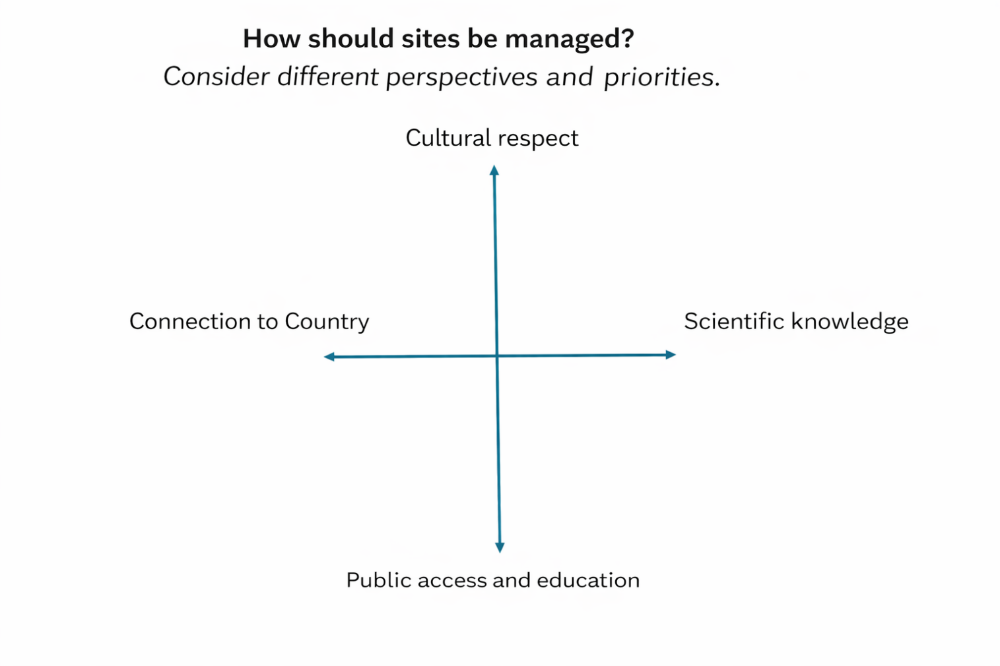 How should sites be managed?
Consider different perspectives and priorities.
Cultural respect
Connection to Country
Scientific knowledge
Public access and education